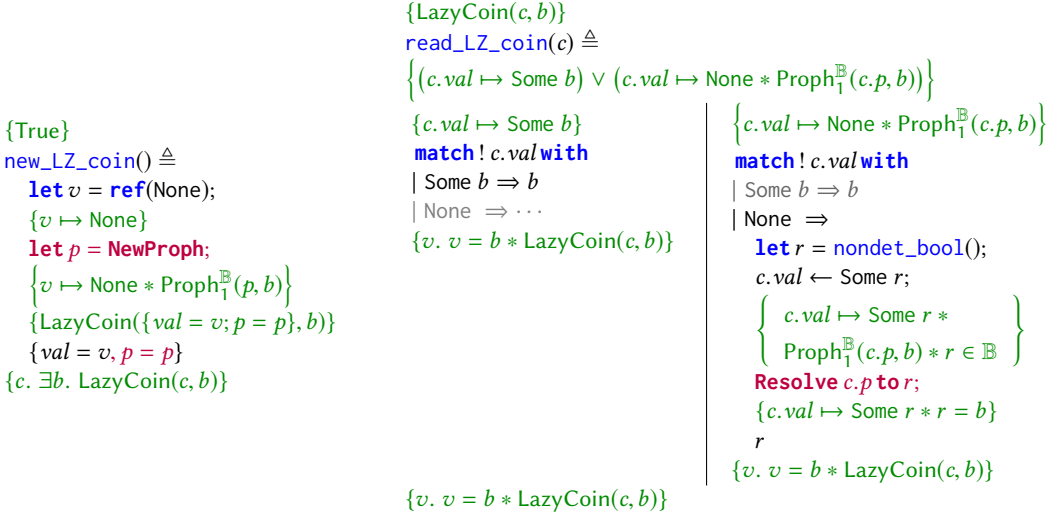 {True}
new_LZ_coin() ≜
let v = ref(None);
{v ↦ None}
let p = NewProph;
{v ↦ None ∗ Proph₁^𝔹(p, b)}
{LazyCoin({val = v; p = p}, b)}
{val = v, p = p}
{c. ∃b. LazyCoin(c, b)}
{LazyCoin(c, b)}
read_LZ_coin(c) ≜
{(c.val ↦ Some b) ∨ (c.val ↦ None ∗ Proph₁^𝔹(c.p, b))}
{c.val ↦ Some b}
match ! c.val with
| Some b ⇒ b
| None ⇒ ···
{v. v = b ∗ LazyCoin(c, b)}
{c.val ↦ None ∗ Proph₁^𝔹(c.p, b)}
match ! c.val with
| Some b ⇒ b
| None ⇒
let r = nondet_bool();
c.val ← Some r;
{ c.val ↦ Some r ∗
Proph₁^𝔹(c.p, b) ∗ r ∈ 𝔹 }
Resolve c.p to r;
{c.val ↦ Some r ∗ r = b}
r
{v. v = b ∗ LazyCoin(c, b)}
{v. v = b ∗ LazyCoin(c, b)}